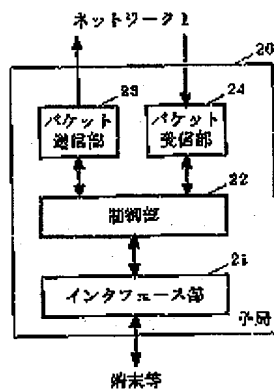 ネットワーク1
20
23
24
パケット
送信部
パケット
受信部
22
制御部
21
インタフェース部
子局
端末等